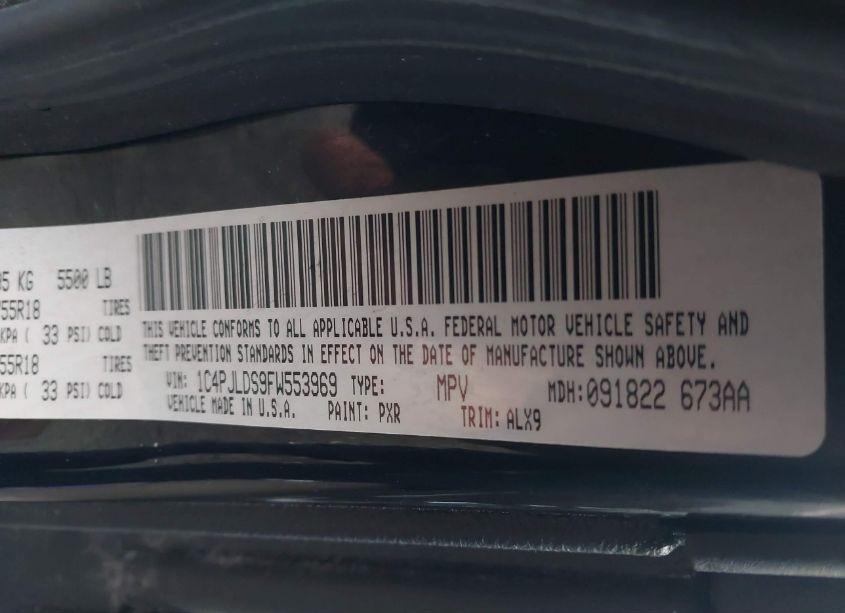 95 KG 5500 LB
55R18 TIRES
KPA ( 33 PSI) COLD
55R18 TIRES
KPA ( 33 PSI) COLD
THIS VEHICLE CONFORMS TO ALL APPLICABLE U.S.A. FEDERAL MOTOR VEHICLE SAFETY AND
THEFT PREVENTION STANDARDS IN EFFECT ON THE DATE OF MANUFACTURE SHOWN ABOVE.
VIN: 1C4PJLDS9FW553969 TYPE: MPV MDH: 091822 673AA
VEHICLE MADE IN U.S.A. PAINT: PXR TRIM: ALX9